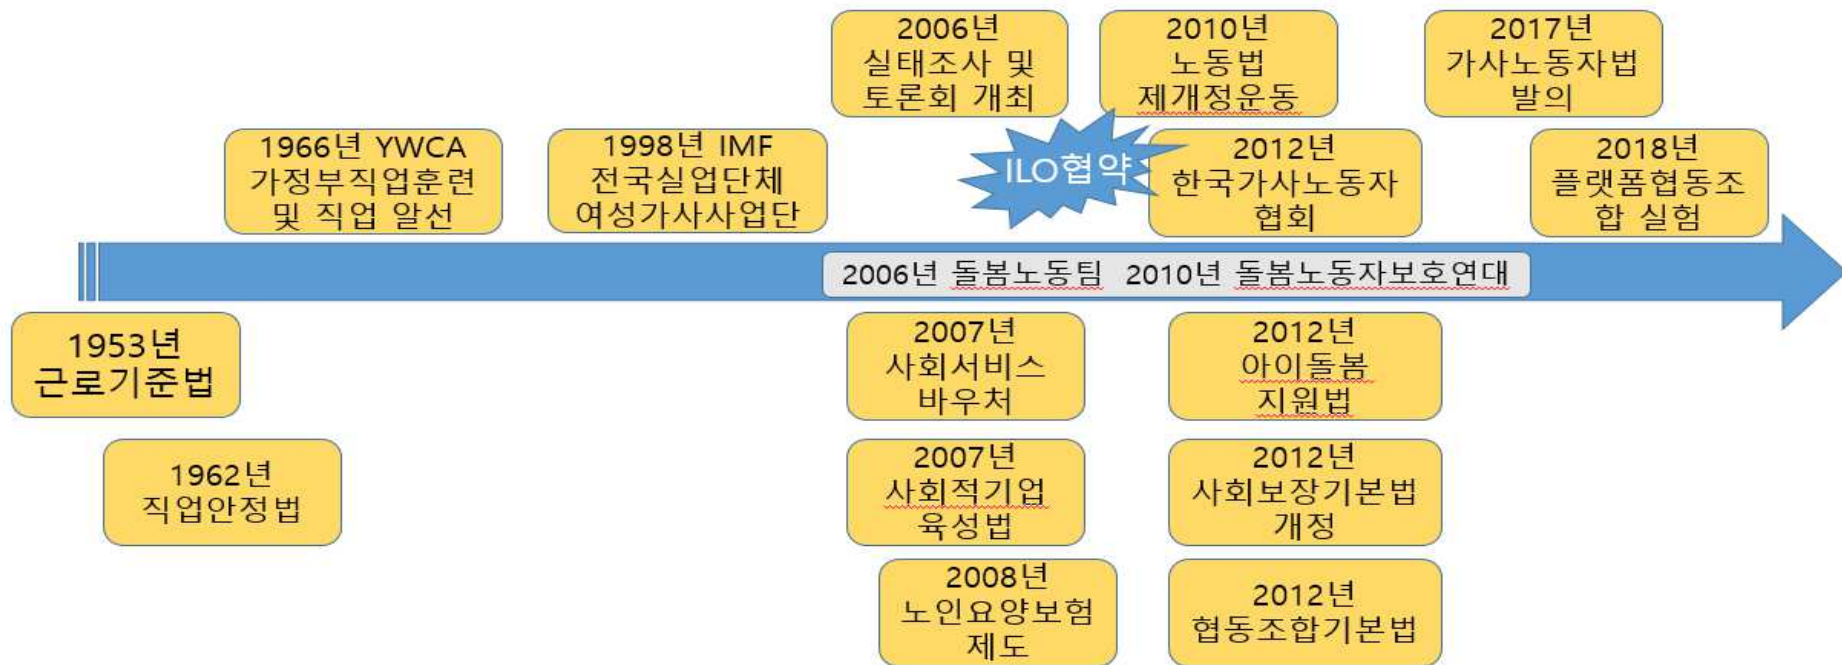 2006년
실태조사 및
토론회 개최
2010년
노동법
제개정운동
2017년
가사노동자법
발의
1966년 YWCA
가정부직업훈련
및 직업 알선
1998년 IMF
전국실업단체
여성가사사업단
ILO협약
2012년
한국가사노동자
협회
2018년
플랫폼협동조
합 실험
2006년 돌봄노동팀 2010년 돌봄노동자보호연대
1953년
근로기준법
1962년
직업안정법
2007년
사회서비스
바우처
2012년
아이돌봄
지원법
2007년
사회적기업
육성법
2012년
사회보장기본법
개정
2008년
노인요양보험
제도
2012년
협동조합기본법